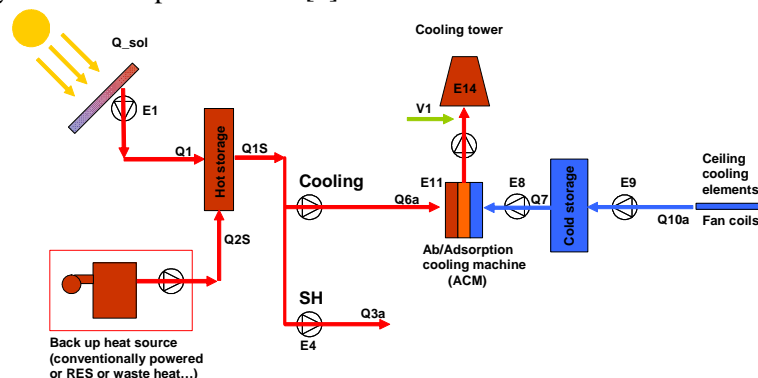 [6]
Q_sol
Cooling tower
E14
V1
E1
Q1
Q1S
Hot storage
Cooling
Q6a
E11
E8
Q7
Cold storage
E9
Q10a
Ceiling
cooling
elements
Fan coils
Ab/Adsorption
cooling machine
(ACM)
Q2S
SH
Q3a
E4
Back up heat source
(conventionally powered
or RES or waste heat…)